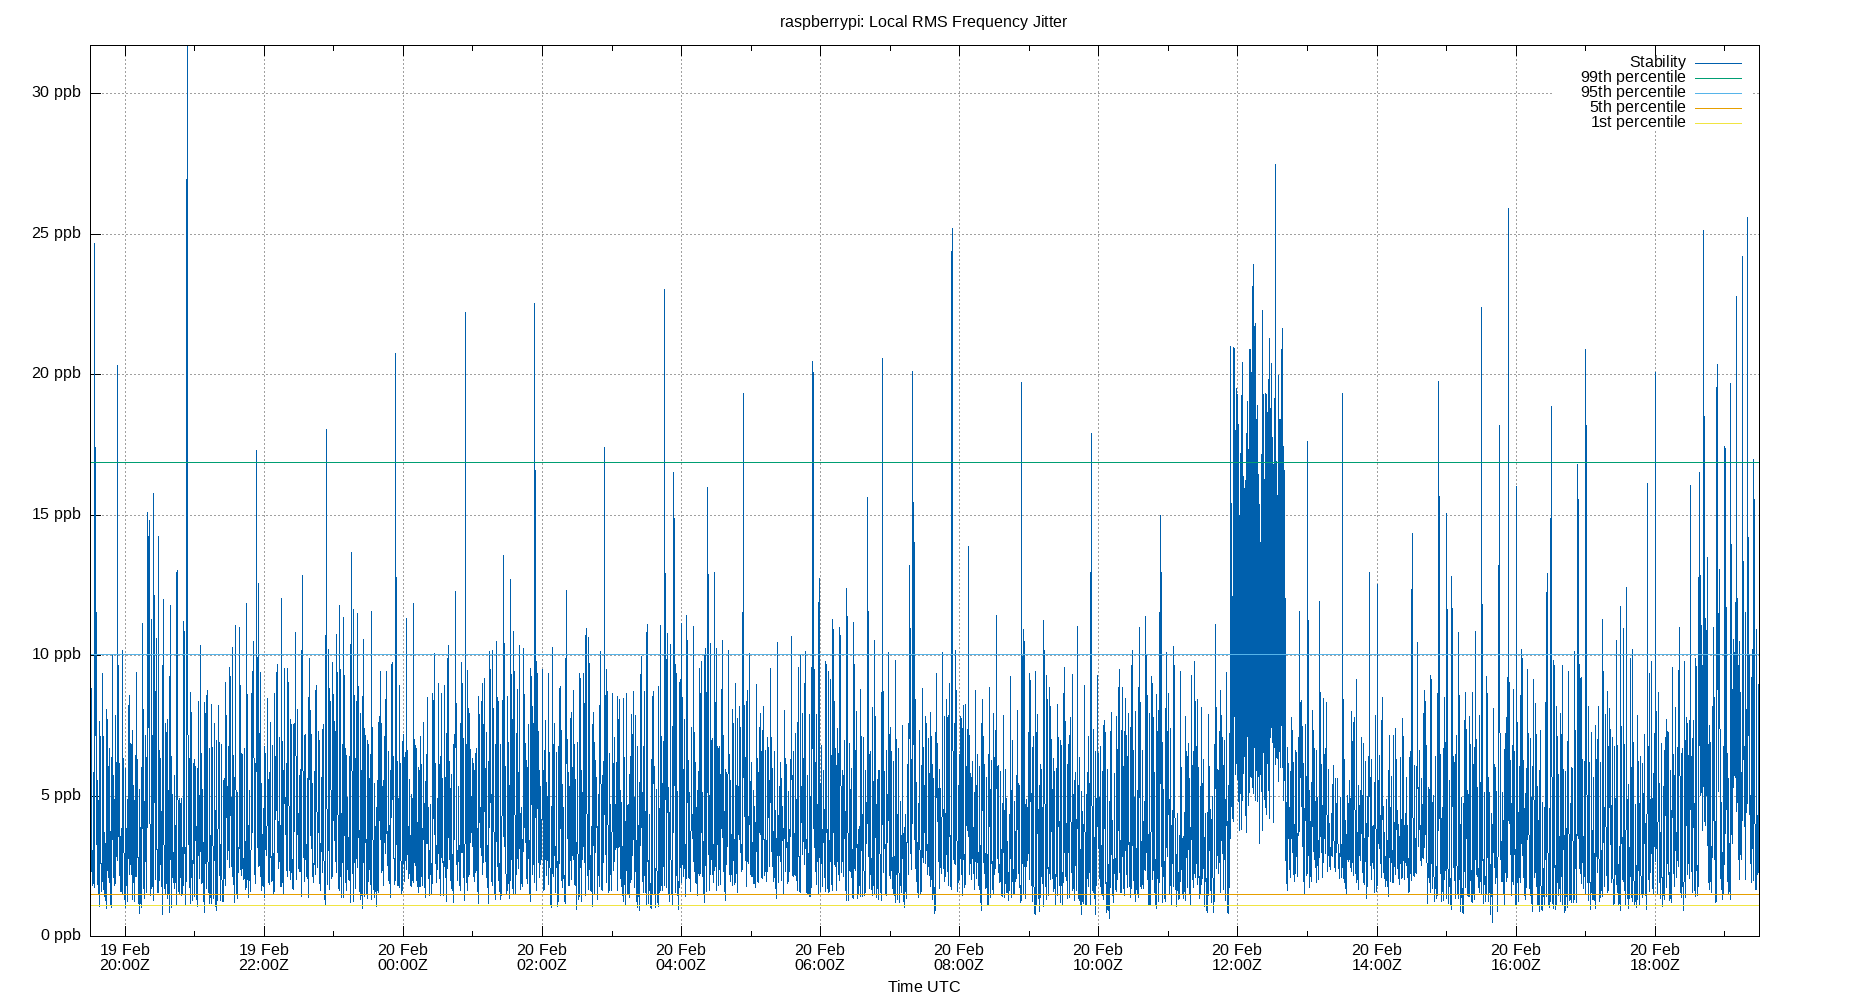 raspberrypi: Local RMS Frequency Jitter
Stability
99th percentile
95th percentile
5th percentile
1st percentile
30 ppb
25 ppb
20 ppb
15 ppb
10 ppb
5 ppb
0 ppb
19 Feb 19 Feb 20 Feb 20 Feb 20 Feb 20 Feb 20 Feb 20 Feb 20 Feb 20 Feb 20 Feb 20 Feb
20:00Z 22:00Z 00:00Z 02:00Z 04:00Z 06:00Z 08:00Z 10:00Z 12:00Z 14:00Z 16:00Z 18:00Z
Time UTC